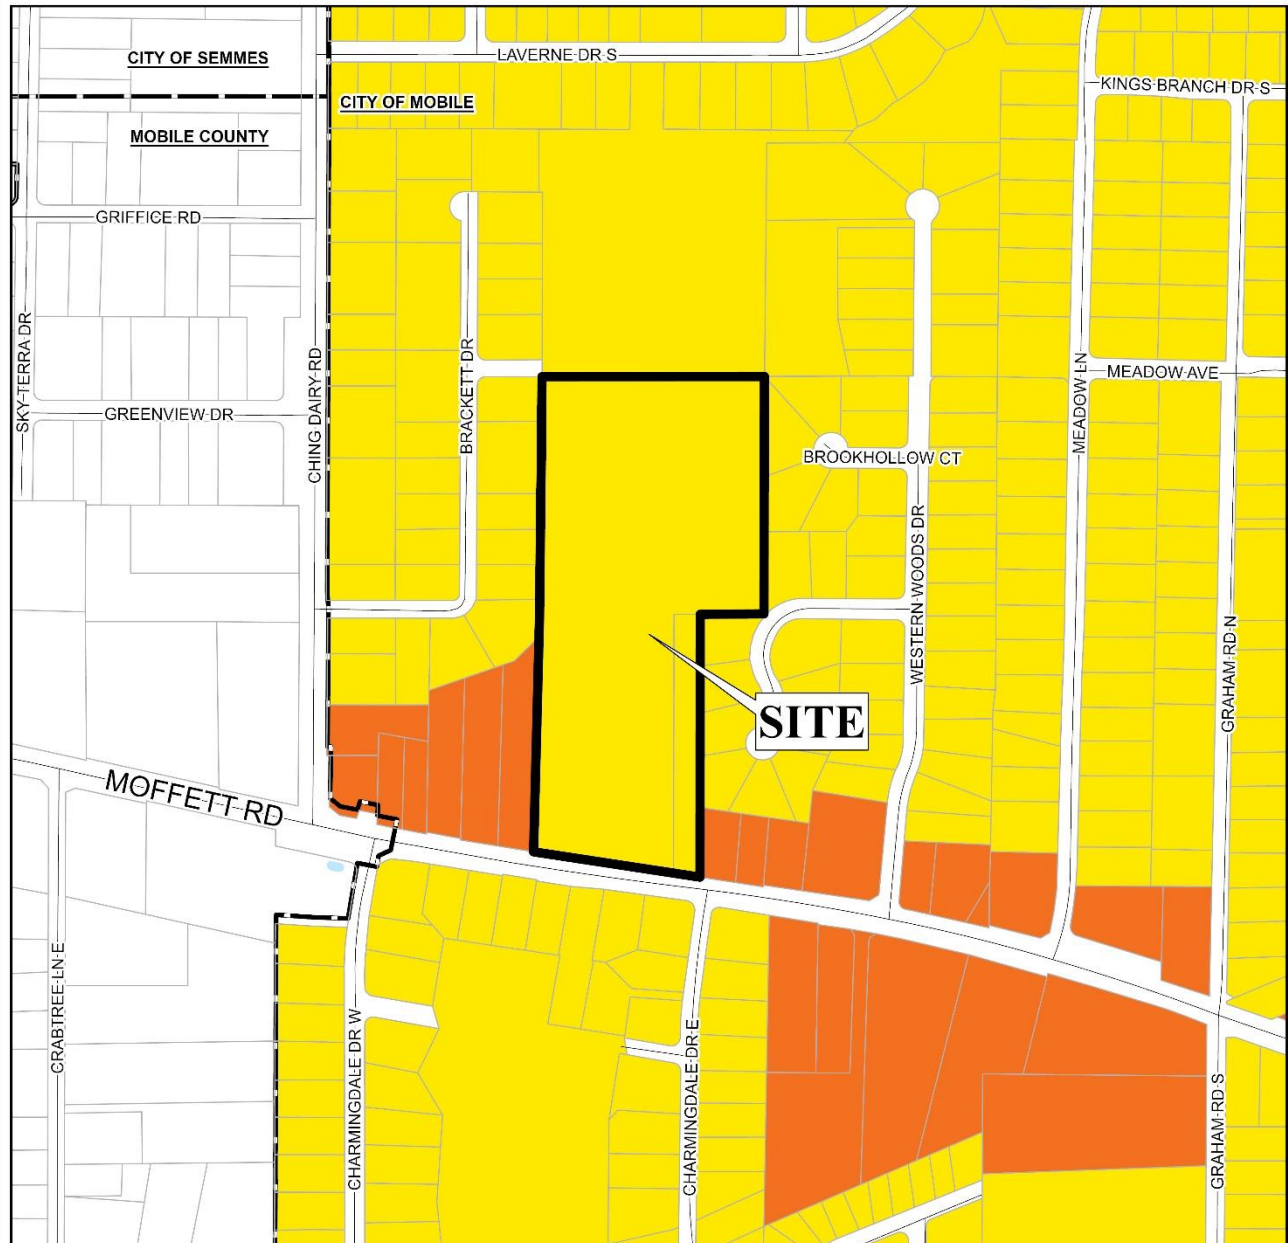 CITY OF SEMMES
LAVERNE DR S
KINGS BRANCH DR S
CITY OF MOBILE
MOBILE COUNTY
GRIFFICE RD
SKY TERRA DR
GREENVIEW DR
CHING DAIRY RD
BRACKETT DR
MEADOW LN
MEADOW AVE
BROOKHOLLOW CT
WESTERN WOODS DR
GRAHAM RD N
SITE
MOFFETT RD
CRABTREE LN E
CHARMINGDALE DR W
CHARMINGDALE DR E
GRAHAM RD S